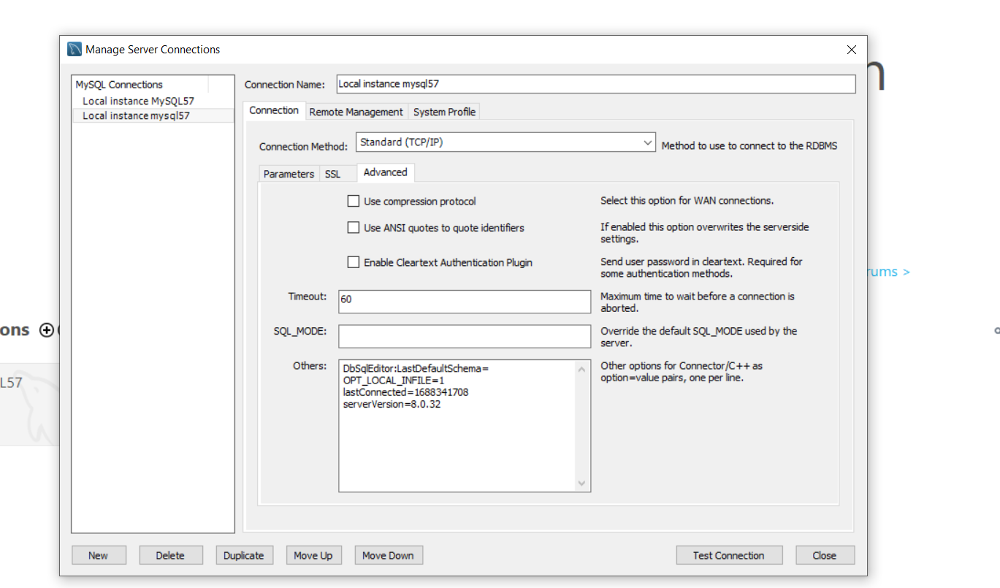 Manage Server Connections
n
MySQL Connections
Local instance MySQL57
Local instance mysql57
Connection Name: Local instance mysql57
Connection Remote Management System Profile
Connection Method: Standard (TCP/IP) Method to use to connect to the RDBMS
Parameters SSL Advanced
Use compression protocol Select this option for WAN connections.
Use ANSI quotes to quote identifiers If enabled this option overwrites the serverside
settings.
Enable Cleartext Authentication Plugin Send user password in cleartext. Required for
some authentication methods.
rums >
Timeout: 60 Maximum time to wait before a connection is
aborted.
ons
SQL_MODE: Override the default SQL_MODE used by the
server.
Others: DbSqlEditor:LastDefaultSchema=
OPT_LOCAL_INFILE=1
lastConnected=1688341708
serverVersion=8.0.32
Other options for Connector/C++ as
option=value pairs, one per line.
L57
New Delete Duplicate Move Up Move Down Test Connection Close